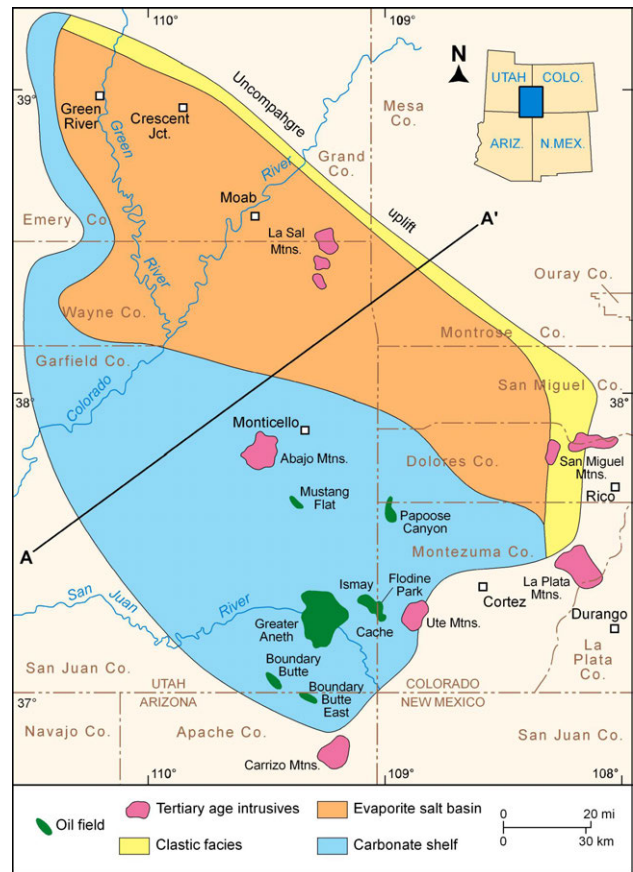 110°
109°
N
UTAH
COLO.
ARIZ.
N.MEX.
39°
Green
River
Crescent
Jct.
Uncompahgre
uplift
Mesa
Co.
Grand
Co.
Green
River
River
Moab
La Sal
Mtns.
A'
Emery Co.
Ouray Co.
Wayne Co.
Montrose Co.
Garfield Co.
San Miguel Co.
Colorado
38°
38°
Monticello
Abajo Mtns.
Dolores Co.
San Miguel
Mtns.
Rico
Mustang
Flat
Papoose
Canyon
A
Montezuma Co.
San Juan
River
Ismay
Flodine
Park
La Plata
Mtns.
Greater
Aneth
Cache
Ute Mtns.
Cortez
Durango
La
Plata
Co.
Boundary
Butte
San Juan Co.
UTAH
COLORADO
37°
ARIZONA
Boundary
Butte
East
NEW MEXICO
Navajo Co.
Apache Co.
San Juan Co.
Carrizo Mtns.
110°
109°
108°
Oil field
Tertiary age intrusives
Evaporite salt basin
0 20 mi
Clastic facies
Carbonate shelf
0 30 km